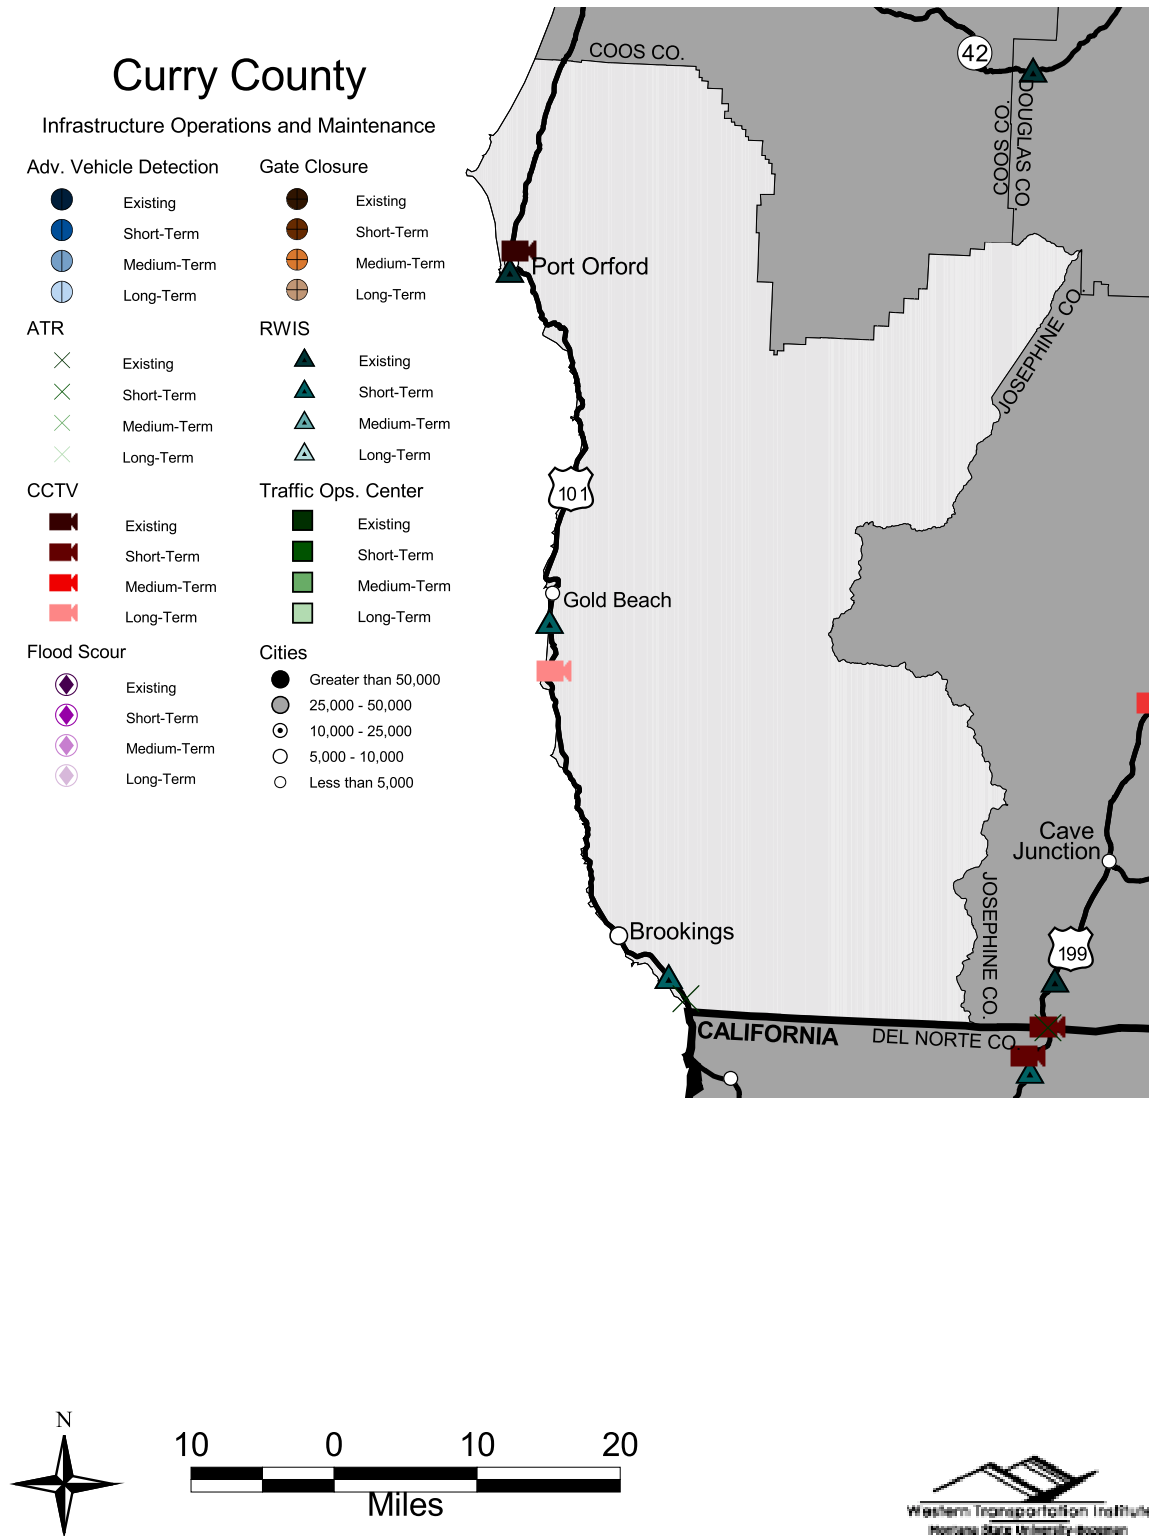 Curry County
Infrastructure Operations and Maintenance
Adv. Vehicle Detection
Existing
Short-Term
Medium-Term
Long-Term
Gate Closure
Existing
Short-Term
Medium-Term
Long-Term
ATR
Existing
Short-Term
Medium-Term
Long-Term
RWIS
Existing
Short-Term
Medium-Term
Long-Term
CCTV
Existing
Short-Term
Medium-Term
Long-Term
Traffic Ops. Center
Existing
Short-Term
Medium-Term
Long-Term
Flood Scour
Existing
Short-Term
Medium-Term
Long-Term
Cities
Greater than 50,000
25,000 - 50,000
10,000 - 25,000
5,000 - 10,000
Less than 5,000
COOS CO.
42
DOUGLAS CO.
COOS CO.
Port Orford
JOSEPHINE CO.
101
Gold Beach
Cave
Junction
JOSEPHINE CO.
Brookings
199
CALIFORNIA
DEL NORTE CO.
N
10 0 10 20
Miles
Western Transportation Institute
Montana State University-Bozeman